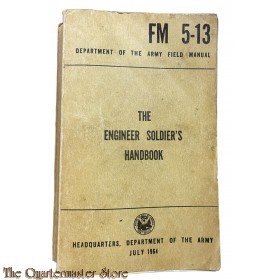 FM 5-13
DEPARTMENT OF THE ARMY FIELD MANUAL
THE
ENGINEER SOLDIER'S
HANDBOOK
HEADQUARTERS, DEPARTMENT OF THE ARMY
JULY 1964
© The Quartermaster Store